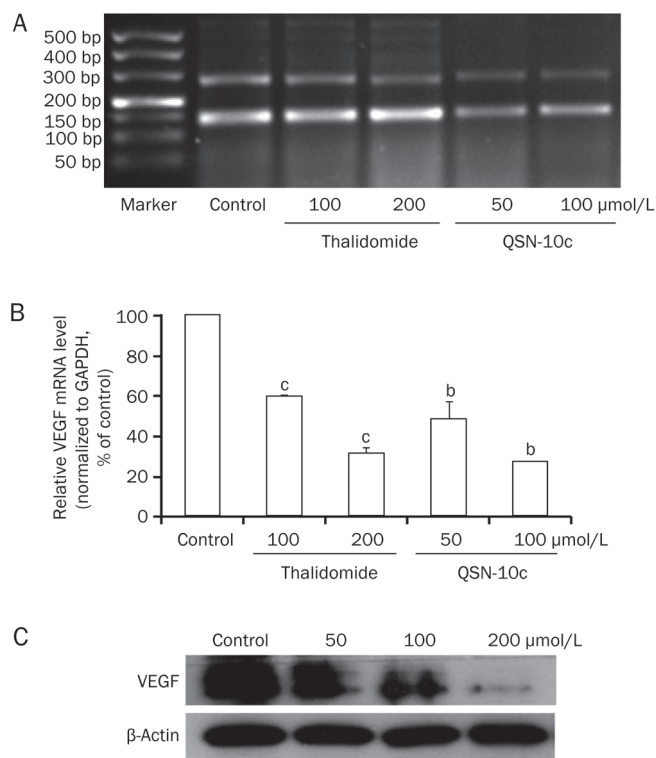 A
500 bp
400 bp
300 bp
200 bp
150 bp
100 bp
50 bp
Marker Control 100 200 50 100 μmol/L
Thalidomide QSN-10c
B
Relative VEGF mRNA level
(normalized to GAPDH,
% of control)
100
80
60
40
20
0
c
c
b
b
Control 100 200 50 100 μmol/L
Thalidomide QSN-10c
C
Control 50 100 200 μmol/L
VEGF
β-Actin